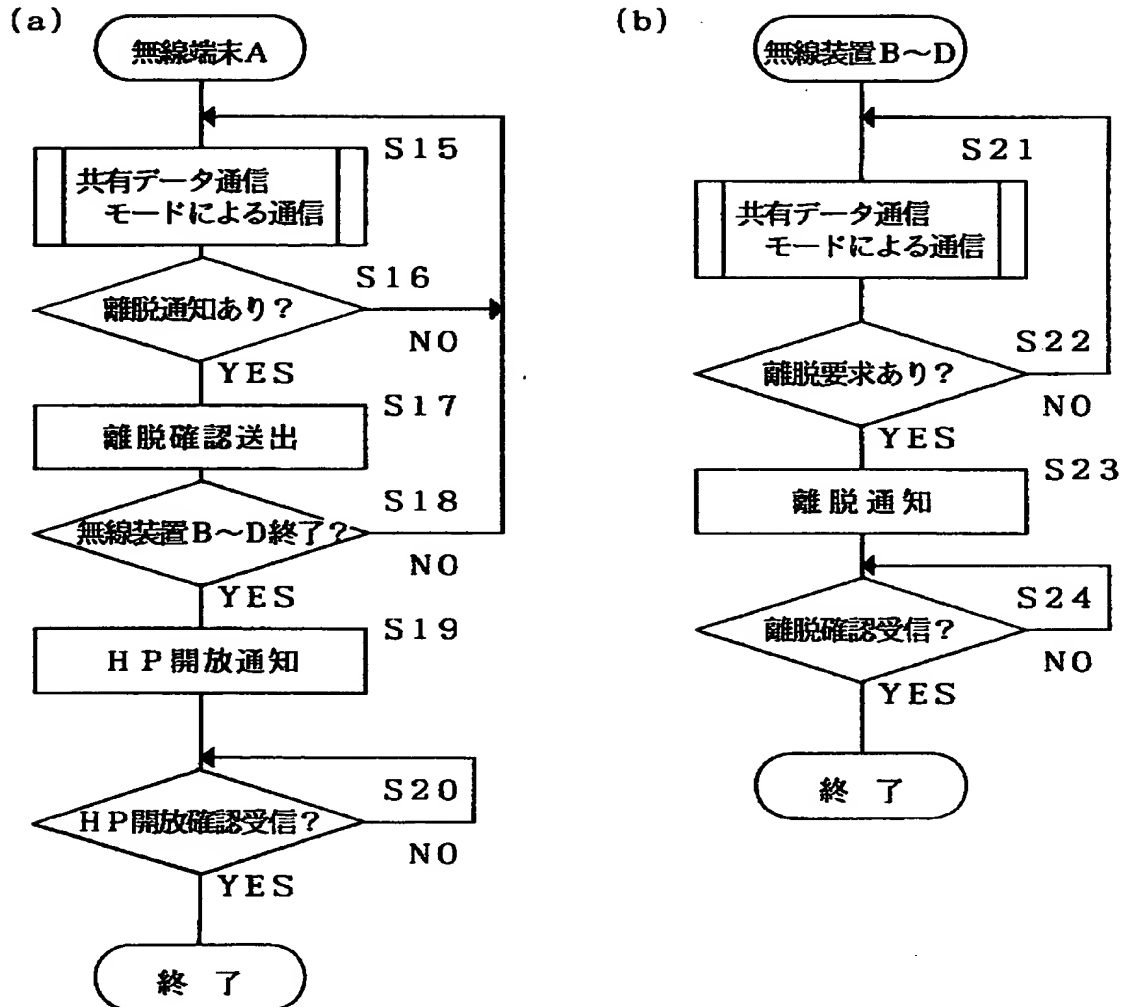 (a)
無線端末A
S15
共有データ通信
モードによる通信
S16
離脱通知あり?
NO
YES
S17
離脱確認送出
S18
無線装置B~D終了?
NO
YES
S19
HP開放通知
S20
HP開放確認受信?
NO
YES
終了
(b)
無線装置B~D
S21
共有データ通信
モードによる通信
S22
離脱要求あり?
NO
YES
S23
離脱通知
S24
離脱確認受信?
NO
YES
終了